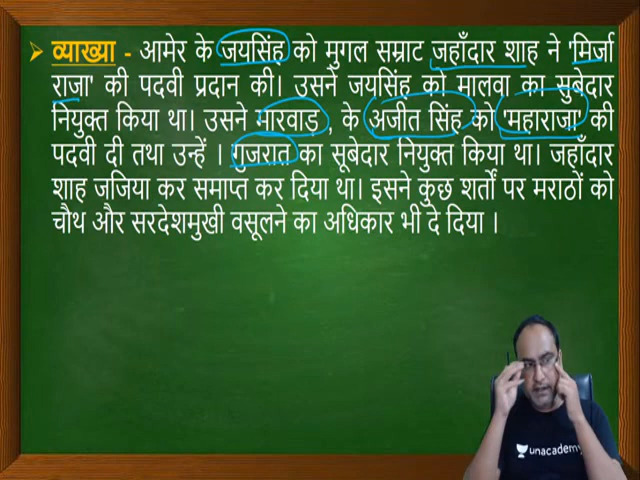 ➤ व्याख्या - आमेर के जयसिंह को मुगल सम्राट जहाँदार शाह ने 'मिर्जा
राजा' की पदवी प्रदान की। उसने जयसिंह को मालवा का सुबेदार
नियुक्त किया था। उसने मारवाड़ , के अजीत सिंह को 'महाराजा' की
पदवी दी तथा उन्हें । गुजरात का सूबेदार नियुक्त किया था। जहाँदार
शाह जजिया कर समाप्त कर दिया था। इसने कुछ शर्तों पर मराठों को
चौथ और सरदेशमुखी वसूलने का अधिकार भी दे दिया ।
unacademy